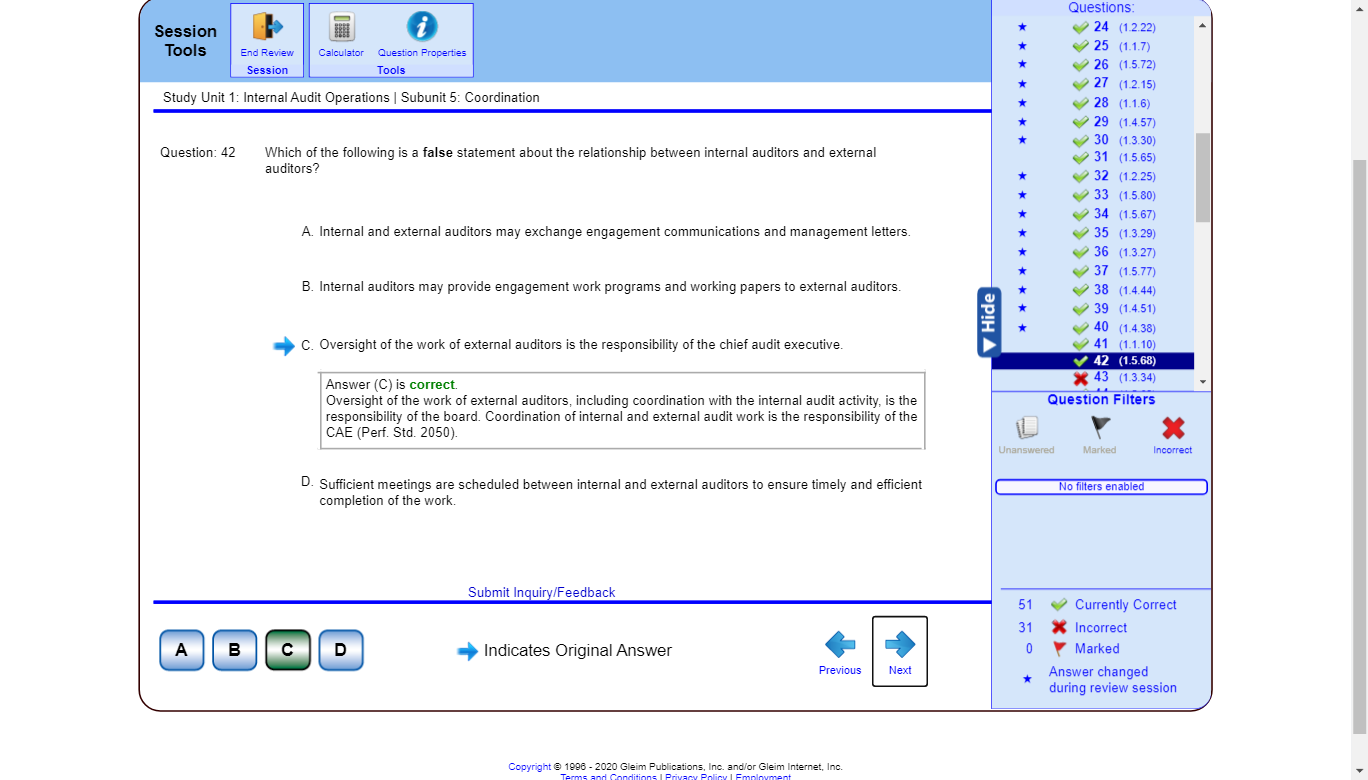 Session Tools
End Review
Session
Calculator
Question Properties
Tools
Study Unit 1: Internal Audit Operations | Subunit 5: Coordination
Question: 42
Which of the following is a false statement about the relationship between internal auditors and external
auditors?
A. Internal and external auditors may exchange engagement communications and management letters.
B. Internal auditors may provide engagement work programs and working papers to external auditors.
C. Oversight of the work of external auditors is the responsibility of the chief audit executive.
Answer (C) is correct.
Oversight of the work of external auditors, including coordination with the internal audit activity, is the
responsibility of the board. Coordination of internal and external audit work is the responsibility of the
CAE (Perf. Std. 2050).
D. Sufficient meetings are scheduled between internal and external auditors to ensure timely and efficient
completion of the work.
Submit Inquiry/Feedback
A B C D
Indicates Original Answer
Previous
Next
Hide
Questions:
24 (1.2.22)
25 (1.1.7)
26 (1.5.72)
27 (1.2.15)
28 (1.1.6)
29 (1.4.57)
30 (1.3.30)
31 (1.5.65)
32 (1.2.25)
33 (1.5.80)
34 (1.5.67)
35 (1.3.29)
36 (1.3.27)
37 (1.5.77)
38 (1.4.44)
39 (1.4.51)
40 (1.4.38)
41 (1.1.10)
42 (1.5.68)
43 (1.3.34)
Question Filters
Unanswered
Marked
Incorrect
No filters enabled
51 Currently Correct
31 Incorrect
0 Marked
Answer changed
during review session
Copyright © 1996 - 2020 Gleim Publications, Inc. and/or Gleim Internet, Inc.
Terms and Conditions | Privacy Policy | Employment